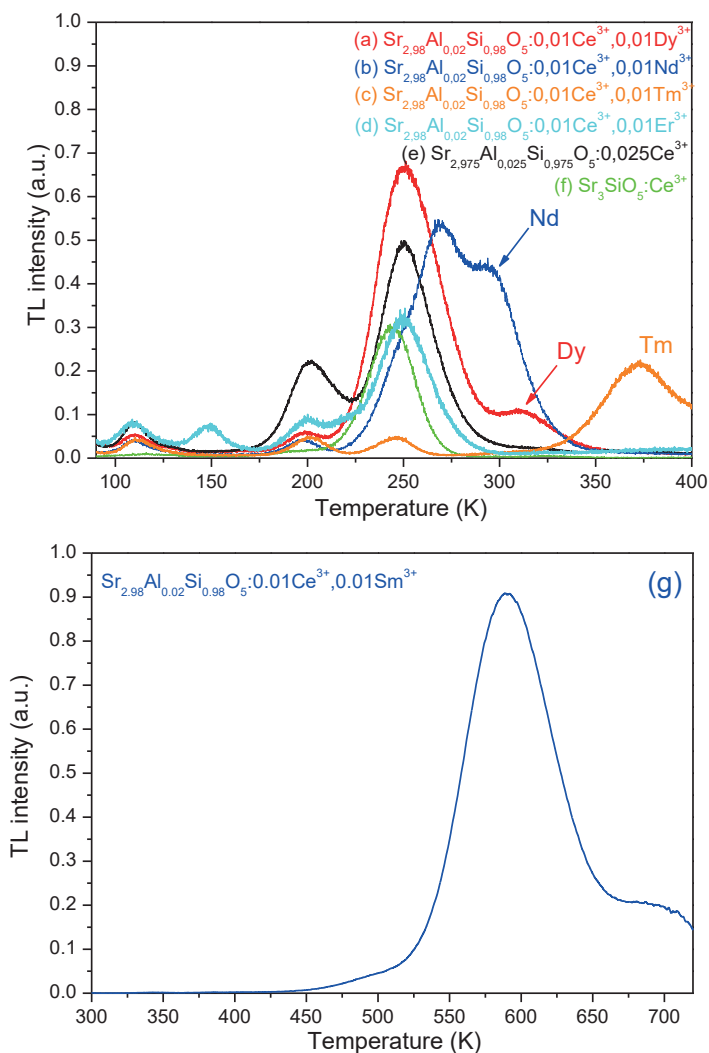 1.0
0.9
0.8
0.7
0.6
0.5
0.4
0.3
0.2
0.1
0.0
TL intensity (a.u.)
(a) Sr2,98Al0,02Si0,98O5:0,01Ce3+,0,01Dy3+
(b) Sr2,98Al0,02Si0,98O5:0,01Ce3+,0,01Nd3+
(c) Sr2,98Al0,02Si0,98O5:0,01Ce3+,0,01Tm3+
(d) Sr2,98Al0,02Si0,98O5:0,01Ce3+,0,01Er3+
(e) Sr2,975Al0,025Si0,975O5:0,025Ce3+
(f) Sr3SiO5:Ce3+
Nd
Dy
Tm
100 150 200 250 300 350 400
Temperature (K)
1.0
0.9
0.8
0.7
0.6
0.5
0.4
0.3
0.2
0.1
0.0
TL intensity (a.u.)
Sr2.98Al0.02Si0.98O5:0.01Ce3+,0.01Sm3+
(g)
300 350 400 450 500 550 600 650 700
Temperature (K)